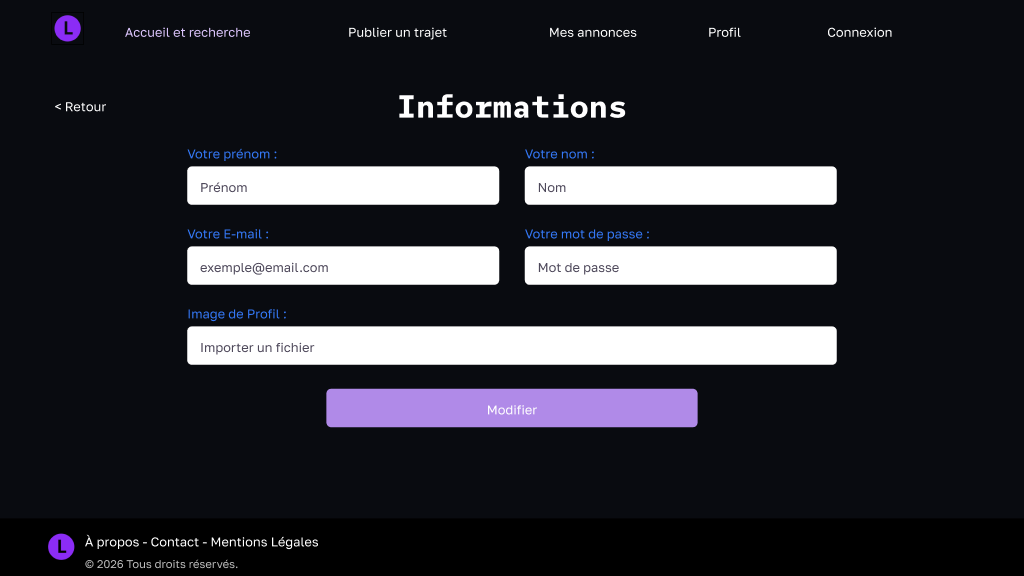 L Accueil et recherche Publier un trajet Mes annonces Profil Connexion
< Retour
Informations
Votre prénom : Votre nom :
Prénom Nom
Votre E-mail : Votre mot de passe :
exemple@email.com Mot de passe
Image de Profil :
Importer un fichier
Modifier
L À propos - Contact - Mentions Légales
© 2026 Tous droits réservés.